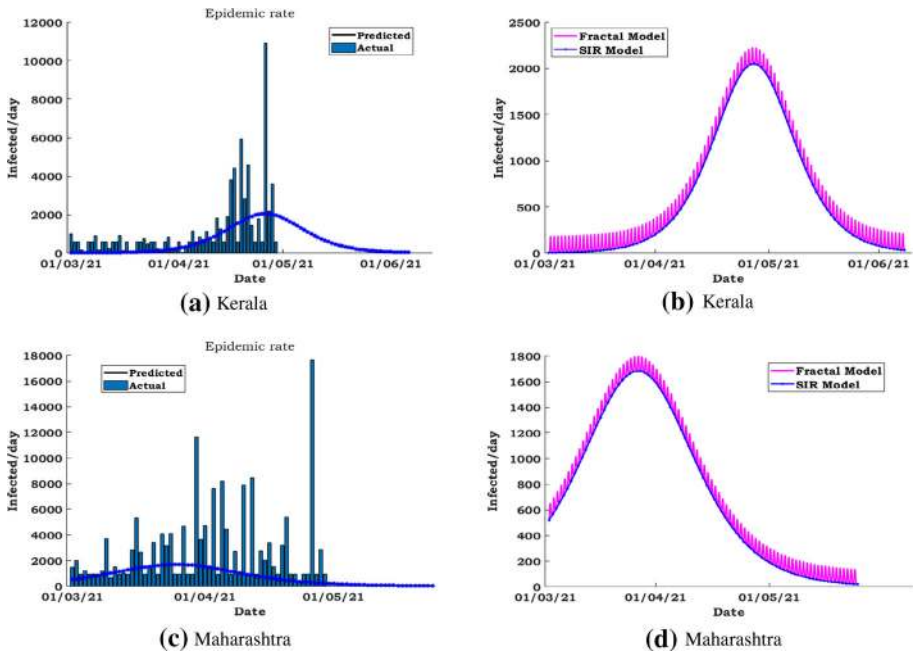 Epidemic rate
12000
10000
8000
6000
4000
2000
0
Infected/day
Predicted
Actual
01/03/21 01/04/21 01/05/21 01/06/21
Date
(a) Kerala
2500
2000
1500
1000
500
0
Infected/day
Fractal Model
SIR Model
01/03/21 01/04/21 01/05/21 01/06/21
Date
(b) Kerala
Epidemic rate
18000
16000
14000
12000
10000
8000
6000
4000
2000
0
Infected/day
Predicted
Actual
01/03/21 01/04/21 01/05/21
Date
(c) Maharashtra
1800
1600
1400
1200
1000
800
600
400
200
0
Infected/day
Fractal Model
SIR Model
01/03/21 01/04/21 01/05/21
Date
(d) Maharashtra